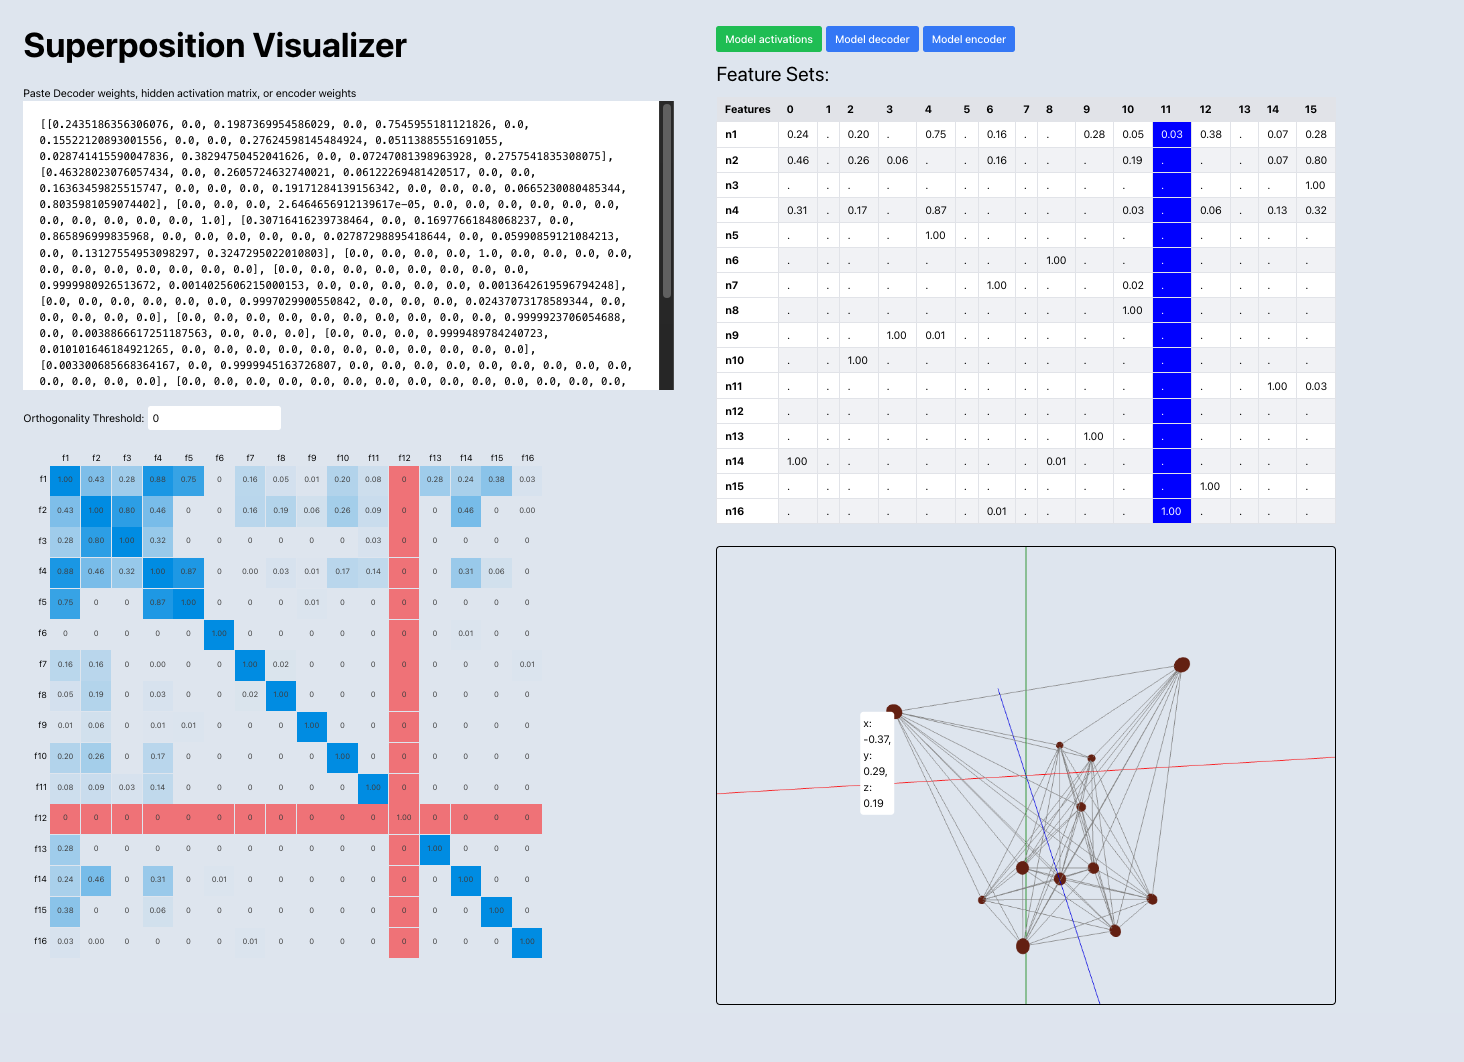 Superposition Visualizer
Paste Decoder weights, hidden activation matrix, or encoder weights
[[0.2435186356306076, 0.0, 0.1987369954586029, 0.0, 0.7545955181121826, 0.0,
0.15522120893001556, 0.0, 0.0, 0.27624598145484924, 0.05113885551691055,
0.028741415590047836, 0.38294750452041626, 0.0, 0.07247081398963928, 0.2757541835308075],
[0.46328023076057434, 0.0, 0.2605724632740021, 0.06122269481420517, 0.0, 0.0,
0.16363459825515747, 0.0, 0.0, 0.0, 0.19171284139156342, 0.0, 0.0, 0.0, 0.0665230080485344,
0.8035981059074402], [0.0, 0.0, 0.0, 2.6464656912139617e-05, 0.0, 0.0, 0.0, 0.0, 0.0,
0.0, 0.0, 0.0, 0.0, 0.0, 0.0, 1.0], [0.30716416239738464, 0.0, 0.16977661848068237, 0.0,
0.865896999835968, 0.0, 0.0, 0.0, 0.0, 0.0, 0.02787298895418644, 0.0, 0.05990859121084213,
0.0, 0.13127554953098297, 0.3247295022010803], [0.0, 0.0, 0.0, 0.0, 1.0, 0.0, 0.0, 0.0, 0.0,
0.0, 0.0, 0.0, 0.0, 0.0, 0.0, 0.0], [0.0, 0.0, 0.0, 0.0, 0.0, 0.0, 0.0, 0.0,
0.9999980926513672, 0.0014025606215000153, 0.0, 0.0, 0.0, 0.0, 0.0, 0.0013642619596794248],
[0.0, 0.0, 0.0, 0.0, 0.0, 0.0, 0.9997029900550842, 0.0, 0.0, 0.0, 0.02437073178589344, 0.0,
0.0, 0.0, 0.0, 0.0], [0.0, 0.0, 0.0, 0.0, 0.0, 0.0, 0.0, 0.0, 0.0, 0.0, 0.9999923706054688,
0.0, 0.0, 0.0038866617251187563, 0.0, 0.0, 0.0], [0.0, 0.0, 0.0, 0.9999489784240723,
0.010101646184921265, 0.0, 0.0, 0.0, 0.0, 0.0, 0.0, 0.0, 0.0, 0.0, 0.0, 0.0],
[0.003300685668364167, 0.0, 0.9999945163726807, 0.0, 0.0, 0.0, 0.0, 0.0, 0.0, 0.0, 0.0,
0.0, 0.0, 0.0, 0.0, 0.0], [0.0, 0.0, 0.0, 0.0, 0.0, 0.0, 0.0, 0.0, 0.0, 0.0, 0.0, 0.0,
Orthogonality Threshold: 0
f1 f2 f3 f4 f5 f6 f7 f8 f9 f10 f11 f12 f13 f14 f15 f16
f1 1.00 0.43 0.28 0.88 0.75 0 0.16 0.05 0.01 0.20 0.08 0 0.28 0.24 0.38 0.03
f2 0.43 1.00 0.80 0.46 0 0 0.16 0.19 0.06 0.26 0.09 0 0 0.46 0 0.00
f3 0.28 0.80 1.00 0.32 0 0 0 0 0 0 0.03 0 0 0 0 0
f4 0.88 0.46 0.32 1.00 0.87 0 0.00 0.03 0.01 0.17 0.14 0 0 0.31 0.06 0
f5 0.75 0 0 0.87 1.00 0 0 0 0.01 0 0 0 0 0 0 0
f6 0 0 0 0 0 1.00 0 0 0 0 0 0 0 0.01 0 0
f7 0.16 0.16 0 0.00 0 0 1.00 0.02 0 0 0 0 0 0 0 0.01
f8 0.05 0.19 0 0.03 0 0 0.02 1.00 0 0 0 0 0 0 0 0
f9 0.01 0.06 0 0.01 0.01 0 0 0 1.00 0 0 0 0 0 0 0
f10 0.20 0.26 0 0.17 0 0 0 0 0 1.00 0 0 0 0 0 0
f11 0.08 0.09 0.03 0.14 0 0 0 0 0 0 1.00 0 0 0 0 0
f12 0 0 0 0 0 0 0 0 0 0 0 1.00 0 0 0 0
f13 0.28 0 0 0 0 0 0 0 0 0 0 0 1.00 0 0 0
f14 0.24 0.46 0 0.31 0 0.01 0 0 0 0 0 0 0 1.00 0 0
f15 0.38 0 0 0.06 0 0 0 0 0 0 0 0 0 0 1.00 0
f16 0.03 0.00 0 0 0 0 0.01 0 0 0 0 0 0 0 0 1.00
Model activations Model decoder Model encoder
Feature Sets:
Features 0 1 2 3 4 5 6 7 8 9 10 11 12 13 14 15
n1 0.24 . 0.20 . 0.75 . 0.16 . . 0.28 0.05 0.03 0.38 . 0.07 0.28
n2 0.46 . 0.26 0.06 . . 0.16 . . . 0.19 . . . 0.07 0.80
n3 . . . . . . . . . . . . . . . 1.00
n4 0.31 . 0.17 . 0.87 . . . . . 0.03 . 0.06 . 0.13 0.32
n5 . . . . 1.00 . . . . . . . . . . .
n6 . . . . . . . . 1.00 . . . . . . .
n7 . . . . . . 1.00 . . . 0.02 . . . . .
n8 . . . . . . . . . . 1.00 . . . . .
n9 . . . 1.00 0.01 . . . . . . . . . . .
n10 . . 1.00 . . . . . . . . . . . . .
n11 . . . . . . . . . . . . . . 1.00 0.03
n12 . . . . . . . . . . . . . . . .
n13 . . . . . . . . . 1.00 . . . . . .
n14 1.00 . . . . . . . 0.01 . . . . . . .
n15 . . . . . . . . . . . . 1.00 . . .
n16 . . . . . . 0.01 . . . . 1.00 . . . .
x:
-0.37,
y:
0.29,
z:
0.19